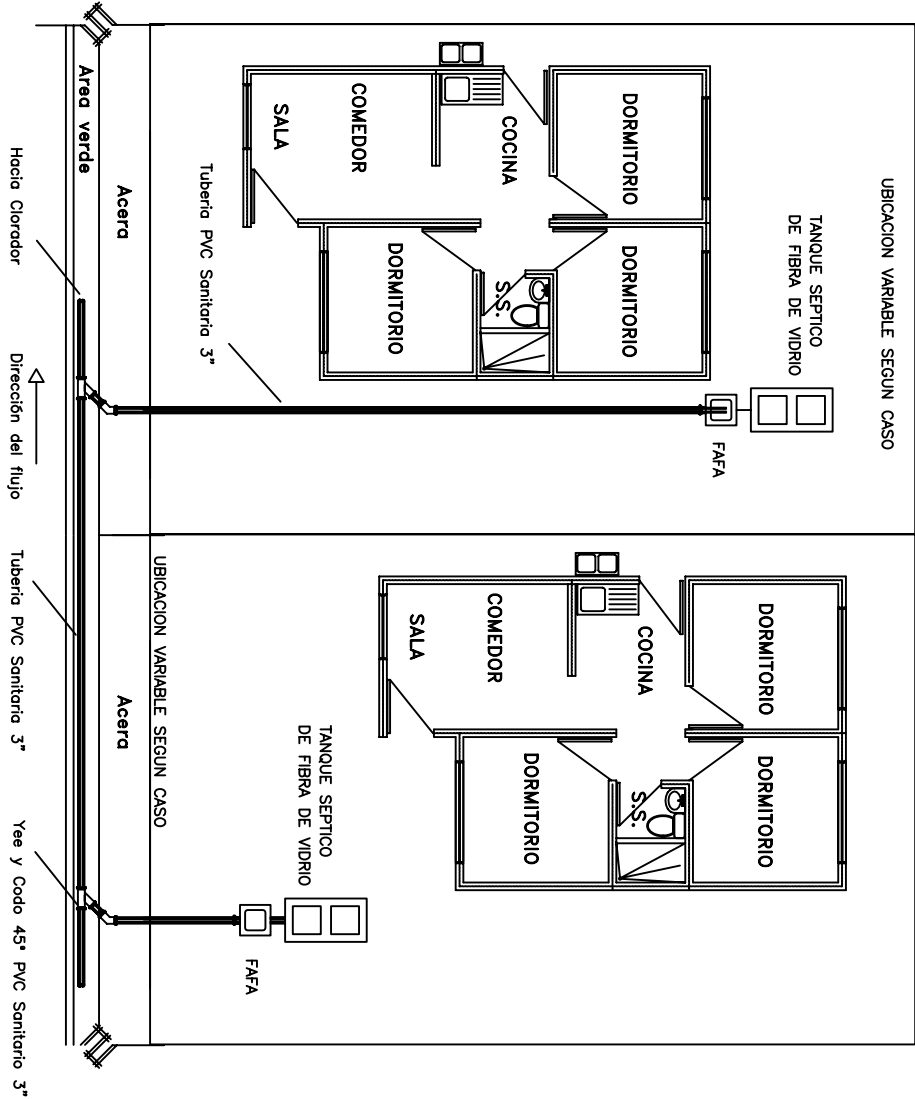 UBICACION VARIABLE SEGUN CASO
TANQUE SEPTICO
DE FIBRA DE VIDRIO
FAFA
DORMITORIO
DORMITORIO
COCINA
S.S.
COMEDOR
DORMITORIO
SALA
Tuberia PVC Sanitaria 3"
Acera
Area verde
Hacia Clorador
Dirección del flujo
DORMITORIO
DORMITORIO
COCINA
S.S.
COMEDOR
DORMITORIO
SALA
TANQUE SEPTICO
DE FIBRA DE VIDRIO
FAFA
UBICACION VARIABLE SEGUN CASO
Acera
Tuberia PVC Sanitaria 3"
Yee y Codo 45° PVC Sanitario 3"